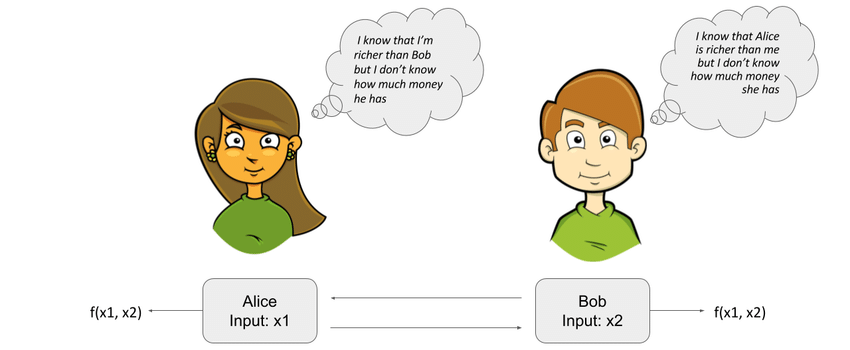 I know that I'm
richer than Bob
but I don't know
how much money
he has
I know that Alice
is richer than me
but I don't know
how much money
she has
f(x1, x2)
Alice
Input: x1
Bob
Input: x2
f(x1, x2)